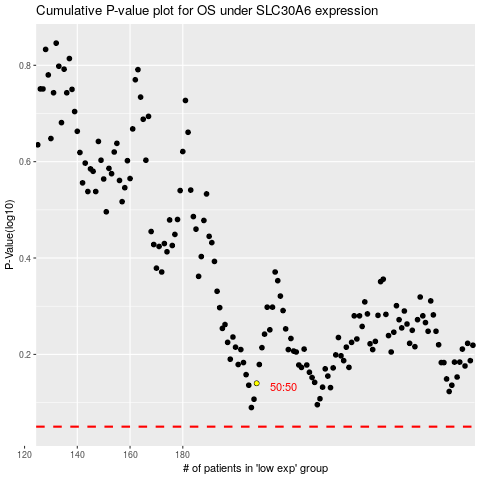 Cumulative P-value plot for OS under SLC30A6 expression
P-Value(log10)
0.8
0.6
0.4
0.2
50:50
120 140 160 180
# of patients in 'low exp' group